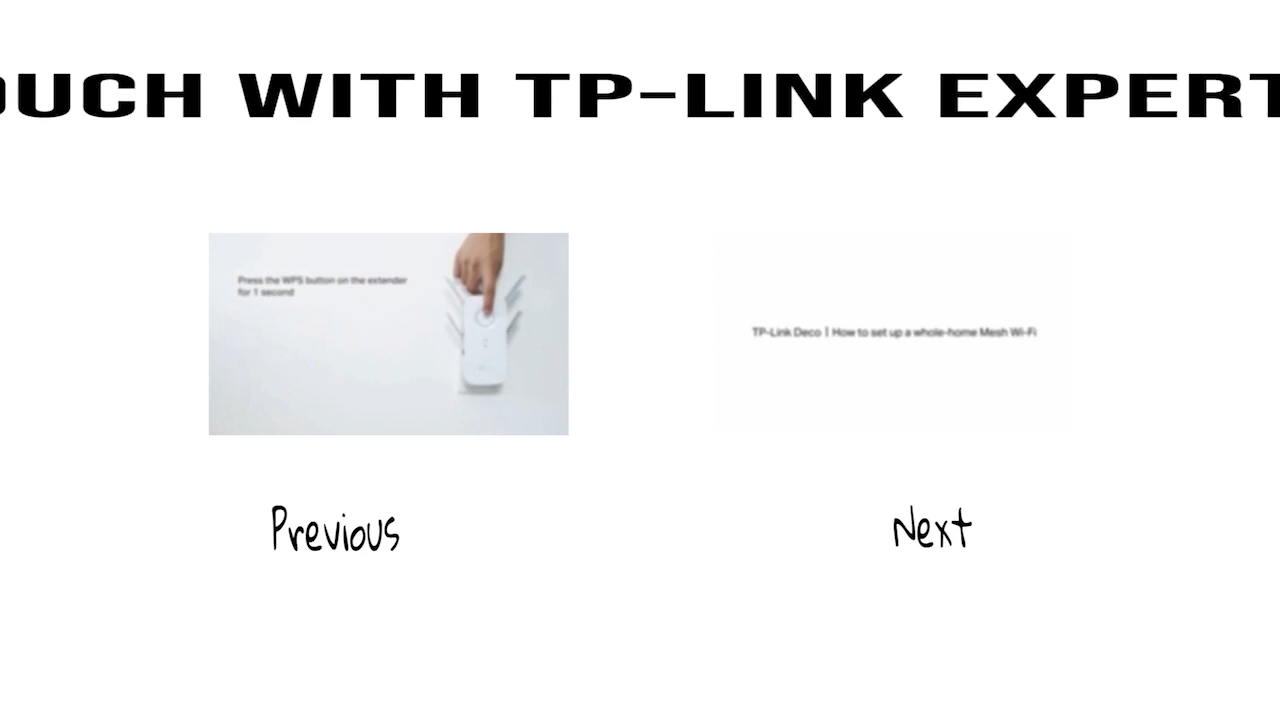 OUCH WITH TP-LINK EXPERT
Press the WPS button on the extender
for 1 second
TP-Link Deco | How to set up a whole-home Mesh Wi-Fi
Previous
Next